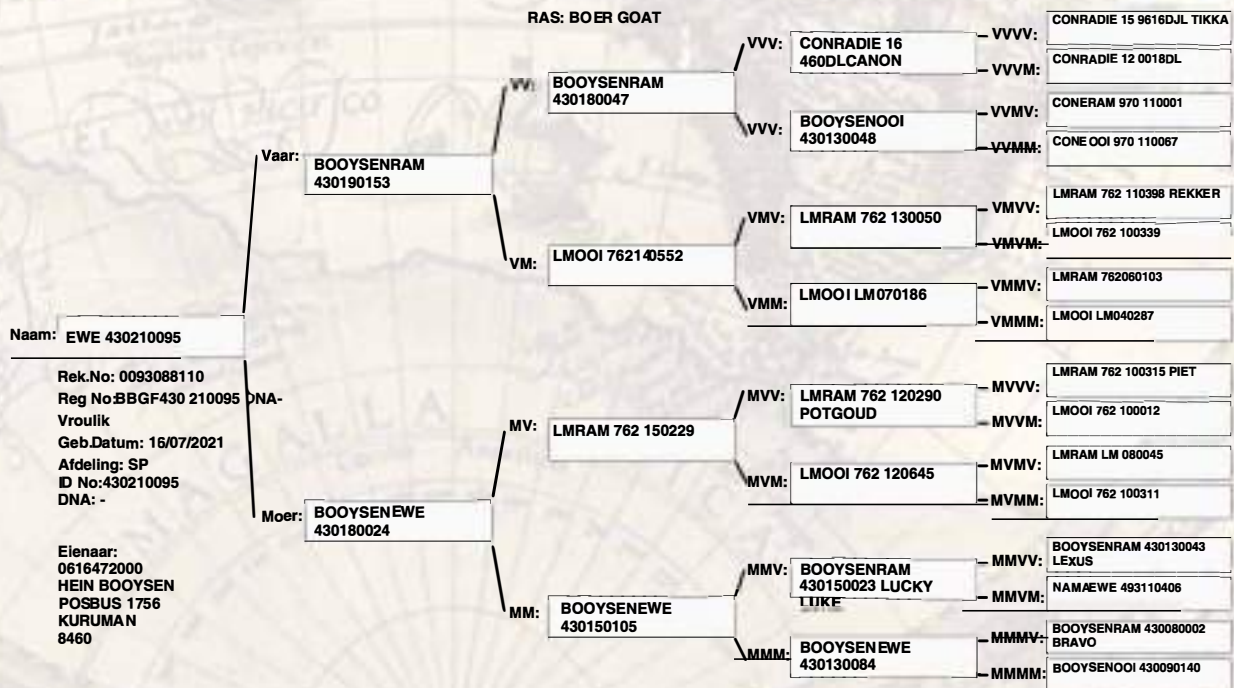 RAS: BOER GOAT
Naam: EWE 430210095
Rek.No: 0093088110
Reg No:BBGF430 210095 DNA-
Vroulik
Geb.Datum: 16/07/2021
Afdeling: SP
ID No:430210095
DNA: -
Eienaar:
0616472000
HEIN BOOYSEN
POSBUS 1756
KURUMAN
8460
Vaar: BOOYSENRAM
430190153
Moer: BOOYSENEWE
430180024
VV: BOOYSENRAM
430180047
VM: LMOOI 762140552
MV: LMRAM 762 150229
MM: BOOYSENEWE
430150105
VVV: CONRADIE 16
460DLCANON
VVV: BOOYSENOOI
430130048
VMV: LMRAM 762 130050
VMM: LMOOI LM070186
MVV: LMRAM 762 120290
POTGOUD
MVM: LMOOI 762 120645
MMV: BOOYSENRAM
430150023 LUCKY
LUKE
MMM: BOOYSENEWE
430130084
VVVV: CONRADIE 15 9616DJL TIKKA
VVVM: CONRADIE 12 0018DL
VVMV: CONERAM 970 110001
VVMM: CONE OOI 970 110067
VMVV: LMRAM 762 110398 REKKER
VMVM: LMOOI 762 100339
VMMV: LMRAM 762060103
VMMM: LMOOI LM040287
MVVV: LMRAM 762 100315 PIET
MVVM: LMOOI 762 100012
MVMV: LMRAM LM 080045
MVMM: LMOOI 762 100311
MMVV: BOOYSENRAM 430130043
LEXUS
MMVM: NAMAEWE 493110406
MMMV: BOOYSENRAM 430080002
BRAVO
MMMM: BOOYSENOOI 430090140